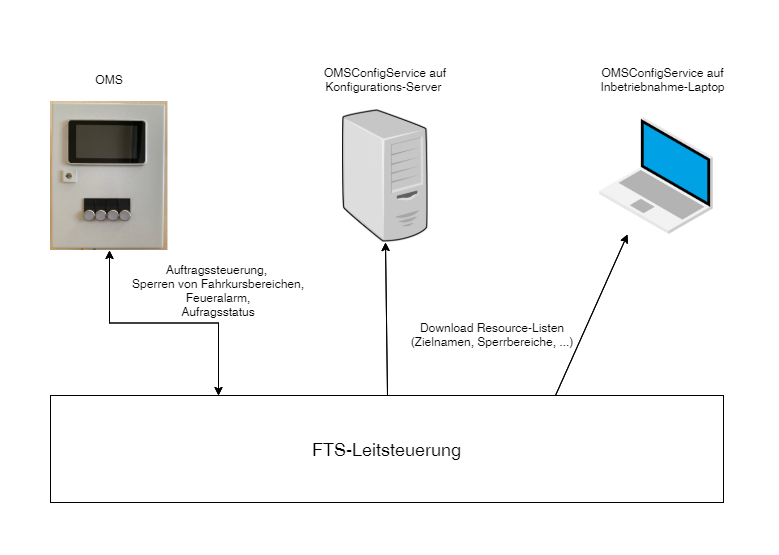 OMS
OMSConfigService auf
Konfigurations-Server
OMSConfigService auf
Inbetriebnahme-Laptop
Auftragssteuerung,
Sperren von Fahrkursbereichen,
Feueralarm,
Aufragsstatus
Download Resource-Listen
(Zielnamen, Sperrbereiche, ...)
FTS-Leitsteuerung